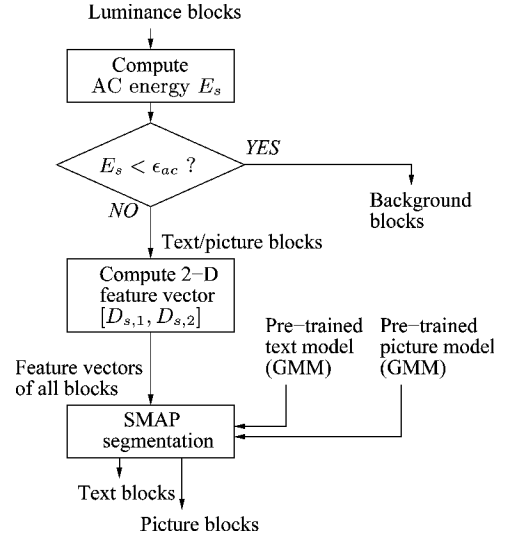 Luminance blocks
Compute
AC energy E_s
E_s < ϵ_ac ?
YES
NO
Background
blocks
Text/picture blocks
Compute 2−D
feature vector
[D_s,1, D_s,2]
Pre−trained
text model
(GMM)
Pre−trained
picture model
(GMM)
Feature vectors
of all blocks
SMAP
segmentation
Text blocks
Picture blocks